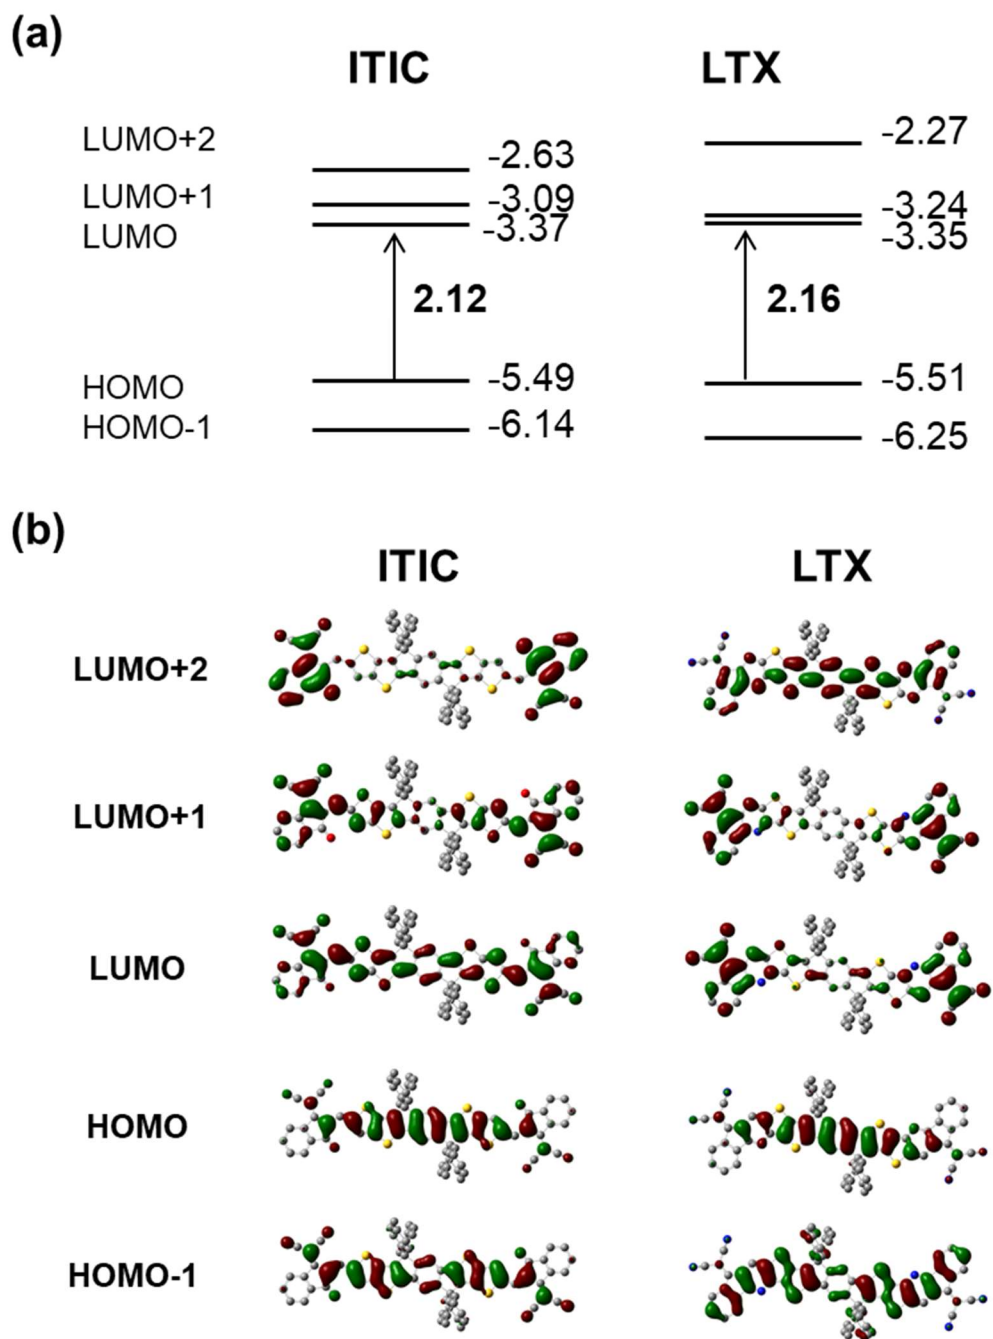 (a)
ITIC LTX
LUMO+2 -2.63 -2.27
LUMO+1 -3.09 -3.24
LUMO -3.37 -3.35
2.12 2.16
HOMO -5.49 -5.51
HOMO-1 -6.14 -6.25
(b)
ITIC LTX
LUMO+2
LUMO+1
LUMO
HOMO
HOMO-1